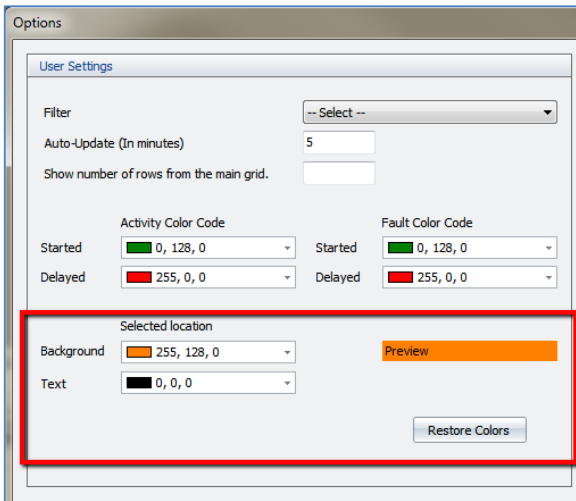 Options
User Settings
Filter -- Select --
Auto-Update (In minutes) 5
Show number of rows from the main grid.
Activity Color Code Fault Color Code
Started 0, 128, 0 Started 0, 128, 0
Delayed 255, 0, 0 Delayed 255, 0, 0
Selected location
Background 255, 128, 0 Preview
Text 0, 0, 0
Restore Colors